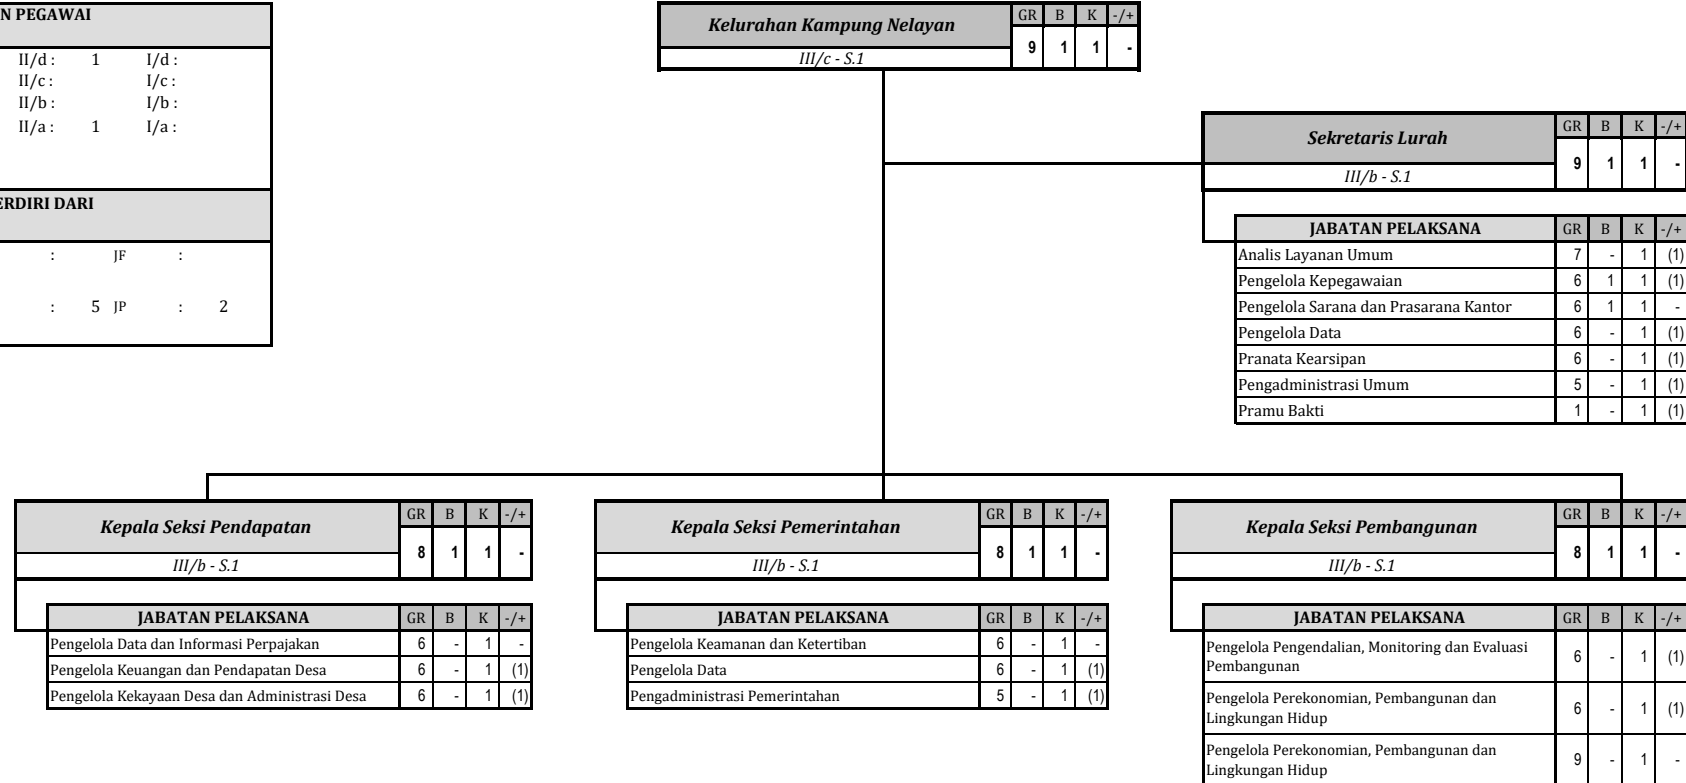 N PEGAWAI
II/d : 1 I/d :
II/c : I/c :
II/b : I/b :
II/a : 1 I/a :
ERDIRI DARI
: JF :
: 5 JP : 2
Kelurahan Kampung Nelayan GR B K -/+
III/c - S.1 9 1 1 -
Sekretaris Lurah GR B K -/+
III/b - S.1 9 1 1 -
JABATAN PELAKSANA GR B K -/+
Analis Layanan Umum 7 - 1 (1)
Pengelola Kepegawaian 6 1 1 (1)
Pengelola Sarana dan Prasarana Kantor 6 1 1 -
Pengelola Data 6 - 1 (1)
Pranata Kearsipan 6 - 1 (1)
Pengadministrasi Umum 5 - 1 (1)
Pramu Bakti 1 - 1 (1)
Kepala Seksi Pendapatan GR B K -/+
III/b - S.1 8 1 1 -
JABATAN PELAKSANA GR B K -/+
Pengelola Data dan Informasi Perpajakan 6 - 1 -
Pengelola Keuangan dan Pendapatan Desa 6 - 1 (1)
Pengelola Kekayaan Desa dan Administrasi Desa 6 - 1 (1)
Kepala Seksi Pemerintahan GR B K -/+
III/b - S.1 8 1 1 -
JABATAN PELAKSANA GR B K -/+
Pengelola Keamanan dan Ketertiban 6 - 1 -
Pengelola Data 6 - 1 (1)
Pengadministrasi Pemerintahan 5 - 1 (1)
Kepala Seksi Pembangunan GR B K -/+
III/b - S.1 8 1 1 -
JABATAN PELAKSANA GR B K -/+
Pengelola Pengendalian, Monitoring dan Evaluasi
Pembangunan 6 - 1 (1)
Pengelola Perekonomian, Pembangunan dan
Lingkungan Hidup 6 - 1 (1)
Pengelola Perekonomian, Pembangunan dan
Lingkungan Hidup 9 - 1 -